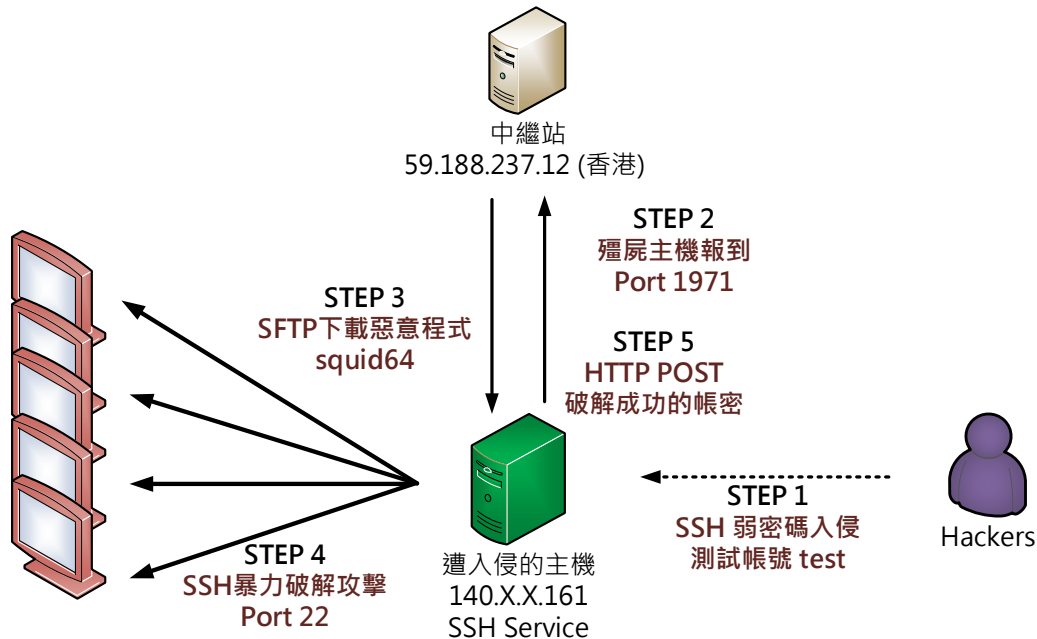 中繼站
59.188.237.12 (香港)
STEP 2
殭屍主機報到
Port 1971
STEP 3
SFTP下載惡意程式
squid64
STEP 5
HTTP POST
破解成功的帳密
STEP 1
SSH 弱密碼入侵
測試帳號 test
Hackers
STEP 4
SSH暴力破解攻擊
Port 22
遭入侵的主機
140.X.X.161
SSH Service